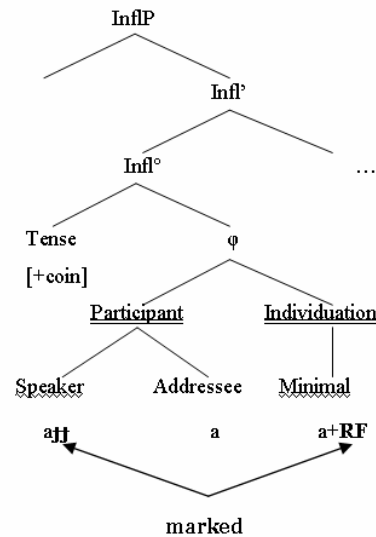 InflP
Infl’
Infl° …
Tense φ
[+coin]
Participant Individuation
Speaker Addressee Minimal
aɟɟ a a+RF
marked